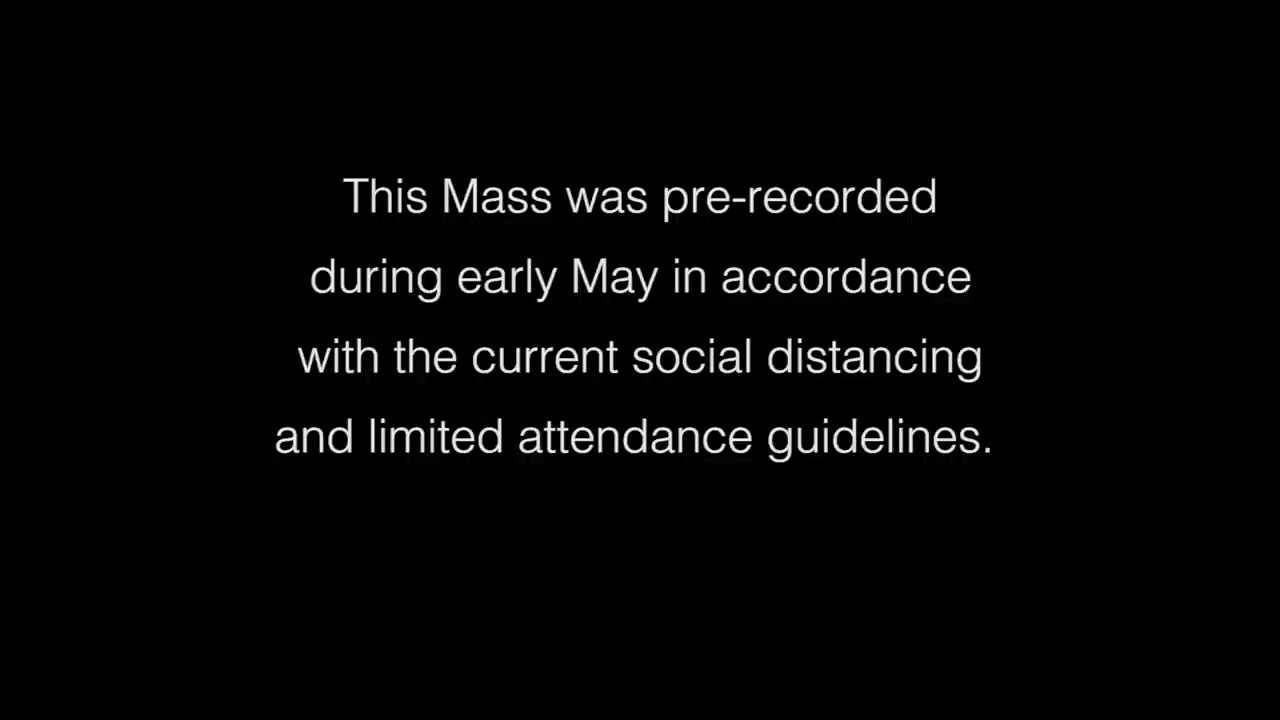 This Mass was pre-recorded
during early May in accordance
with the current social distancing
and limited attendance guidelines.